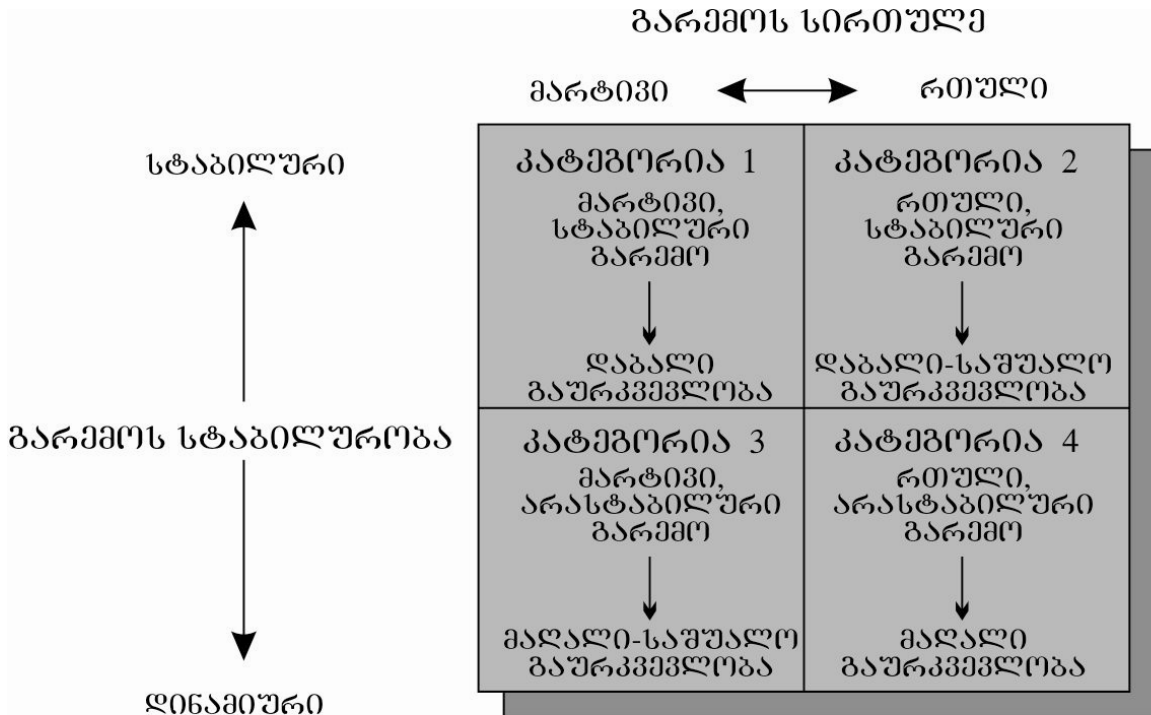 გარემოს სირთულე
მარტივი რთული
სტაბილური
კატეგორია 1
მარტივი,
სტაბილური
გარემო
დაბალი
გაურკვევლობა
კატეგორია 2
რთული,
სტაბილური
გარემო
დაბალი-საშუალო
გაურკვევლობა
გარემოს სტაბილურობა
კატეგორია 3
მარტივი,
არასტაბილური
გარემო
მაღალი-საშუალო
გაურკვევლობა
კატეგორია 4
რთული,
არასტაბილური
გარემო
მაღალი
გაურკვევლობა
დინამიური